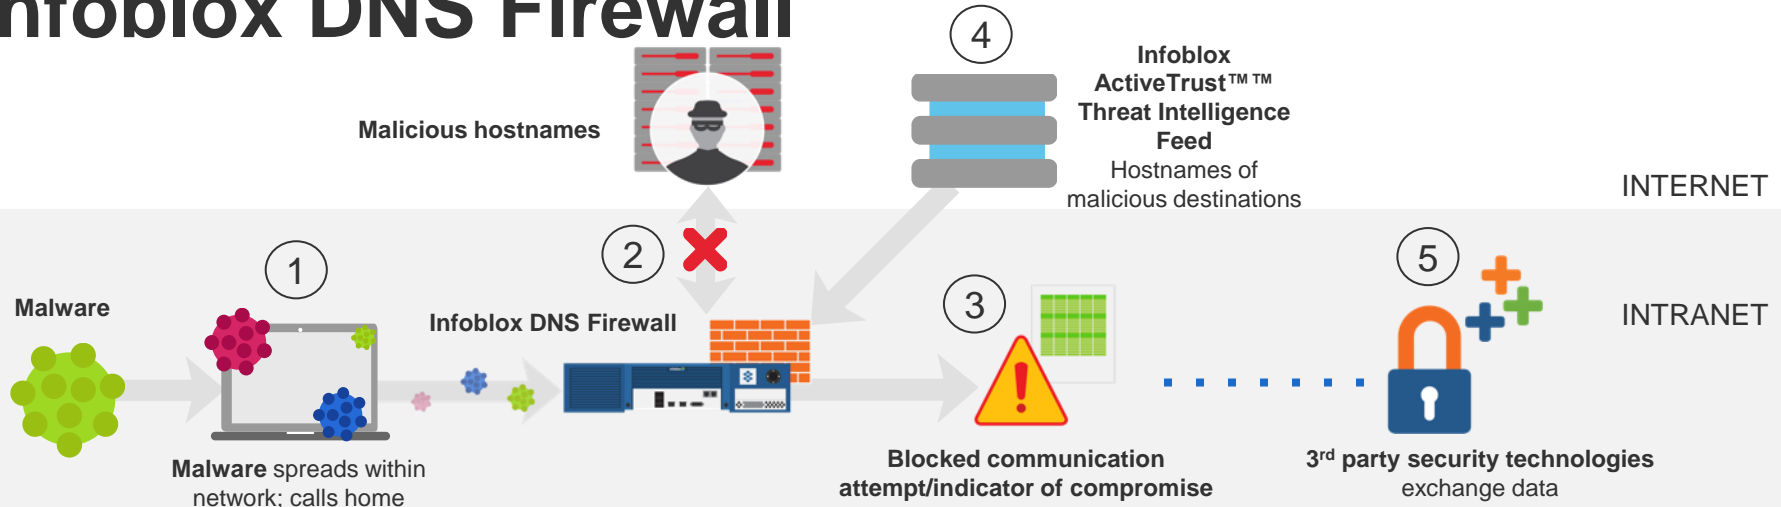 Infoblox DNS Firewall
4
Infoblox
ActiveTrust™™
Threat Intelligence
Feed
Hostnames of
malicious destinations
Malicious hostnames
INTERNET
1
2
3
5
Malware
Infoblox DNS Firewall
INTRANET
Malware spreads within
network; calls home
Blocked communication
attempt/indicator of compromise
3rd party security technologies
exchange data